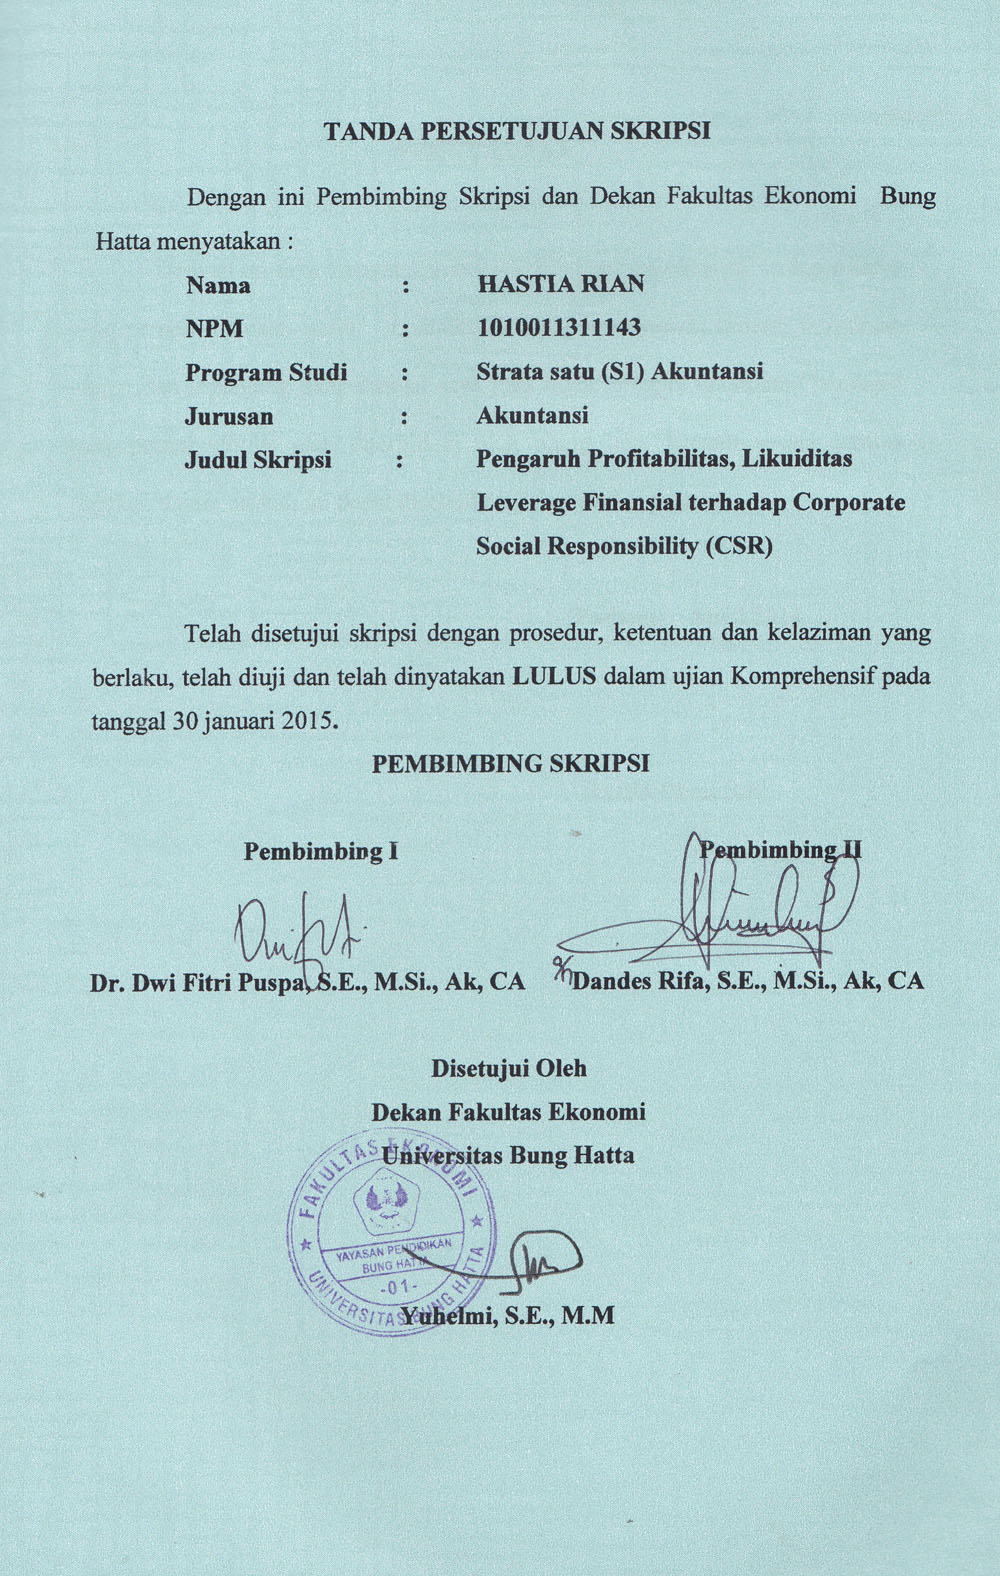 TANDA PERSETUJUAN SKRIPSI
Dengan ini Pembimbing Skripsi dan Dekan Fakultas Ekonomi Bung
Hatta menyatakan :
Nama : HASTIA RIAN
NPM : 1010011311143
Program Studi : Strata satu (S1) Akuntansi
Jurusan : Akuntansi
Judul Skripsi : Pengaruh Profitabilitas, Likuiditas
Leverage Finansial terhadap Corporate
Social Responsibility (CSR)
Telah disetujui skripsi dengan prosedur, ketentuan dan kelaziman yang
berlaku, telah diuji dan telah dinyatakan LULUS dalam ujian Komprehensif pada
tanggal 30 januari 2015.
PEMBIMBING SKRIPSI
Pembimbing I Pembimbing II
Dr. Dwi Fitri Puspa, S.E., M.Si., Ak, CA Dandes Rifa, S.E., M.Si., Ak, CA
Disetujui Oleh
Dekan Fakultas Ekonomi
Universitas Bung Hatta
FAKULTAS EKONOMI
YAYASAN PENDIDIKAN
BUNG HATTA
-01-
UNIVERSITAS BUNG HATTA
Yuhelmi, S.E., M.M